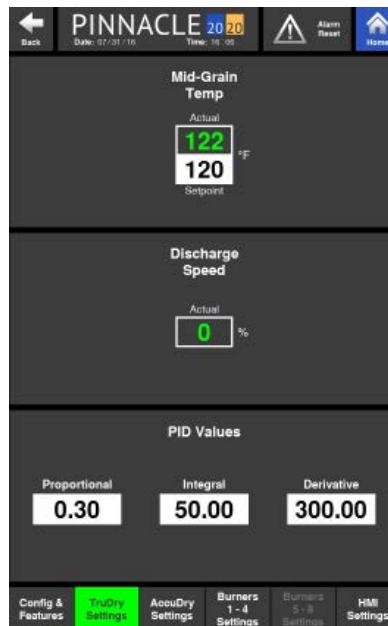 PINNACLE 20 20
Alarm
Reset
Back
Date: 07/31/16 Time: 16:06
Home
Mid-Grain
Temp
Actual
122
°F
120
Setpoint
Discharge
Speed
Actual
0 %
PID Values
Proportional Integral Derivative
0.30 50.00 300.00
Config &
Features
TruDry
Settings
AccuDry
Settings
Burners
1 - 4
Settings
Burners
5 - 8
Settings
HMI
Settings